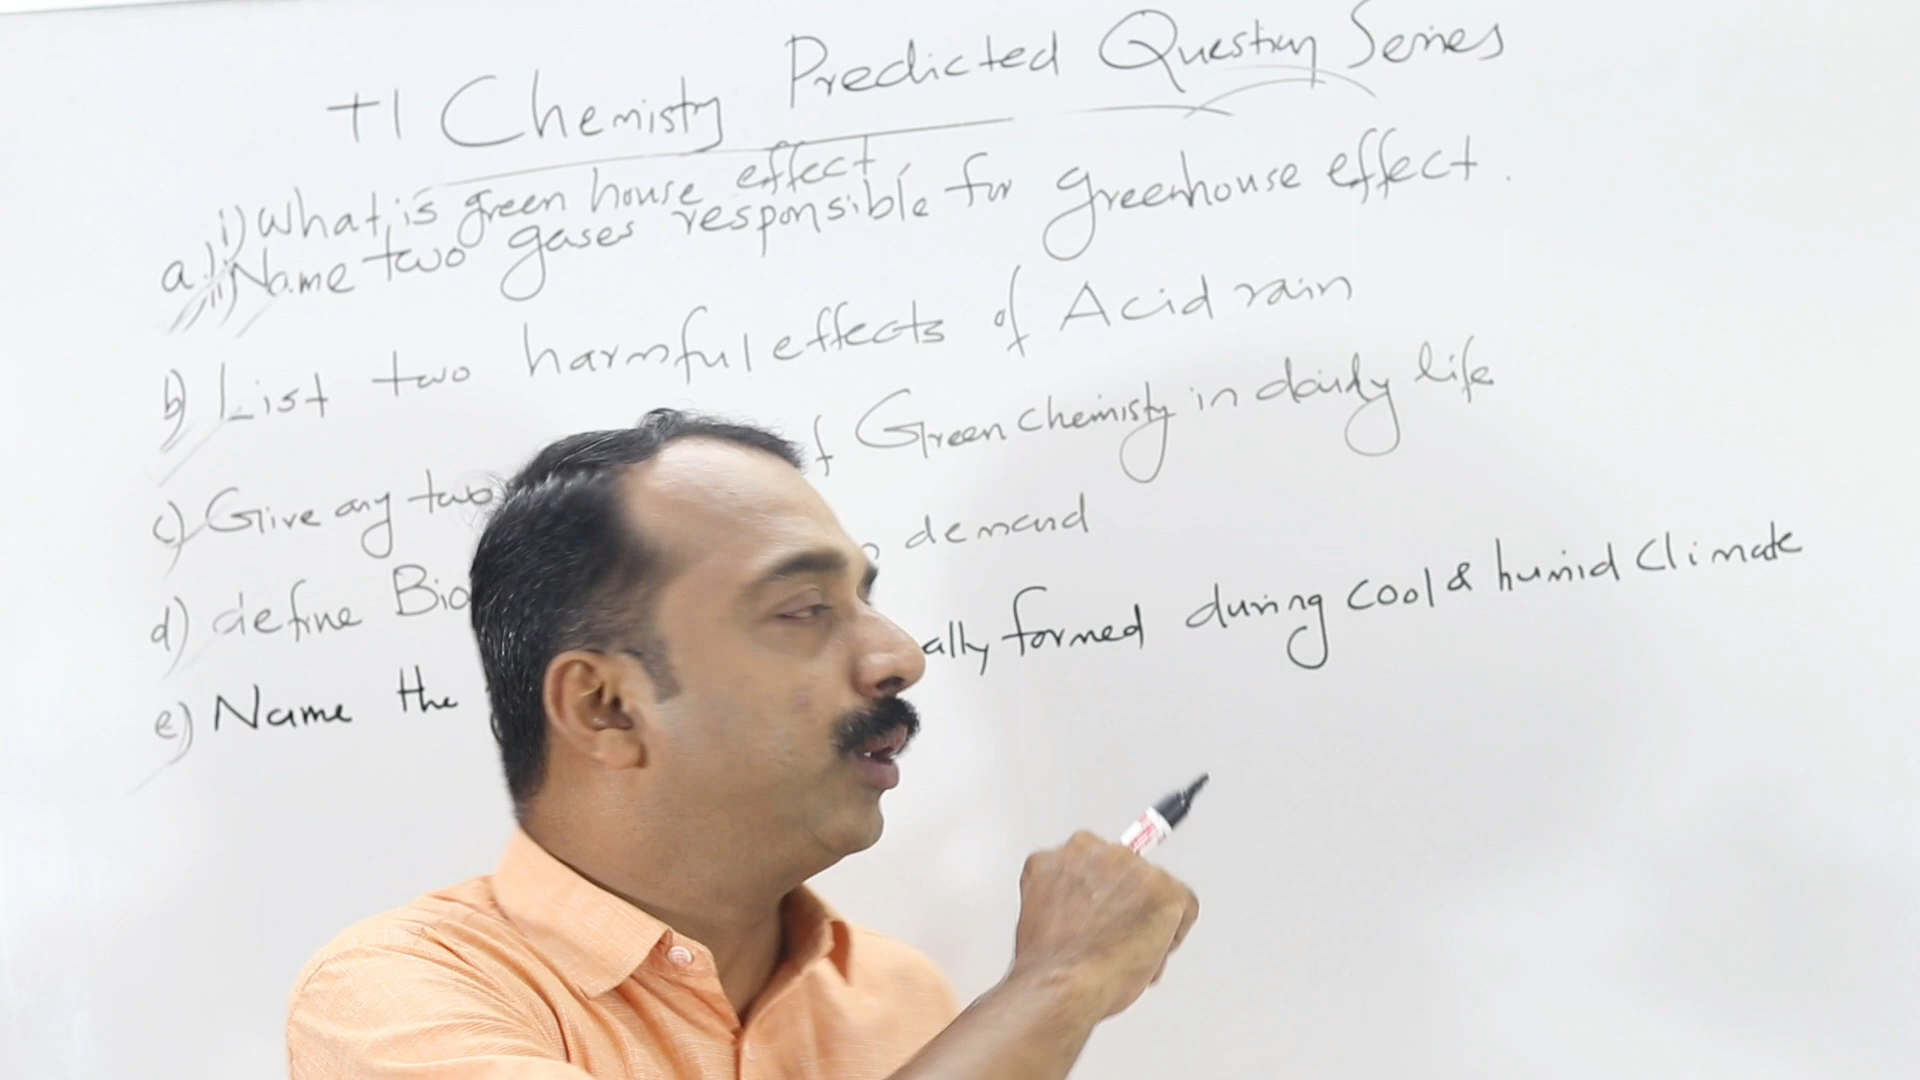 +1 Chemistry Predicted Question Series
i) What is green house effect
a) ii) Name two gases responsible for greenhouse effect.
b) List two harmful effects of Acid rain
c) Give any two f Green chemisty in daidy life
d) define Bio demand
e) Name the ally formed during cool & humid Climate